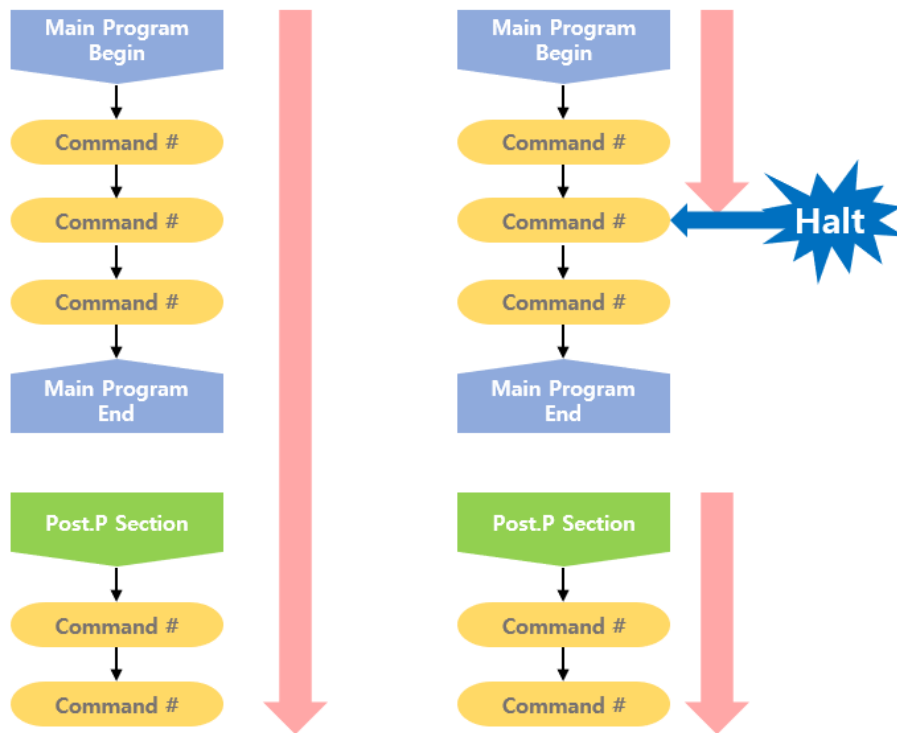 Main Program
Begin
Command #
Command #
Command #
Main Program
End
Post.P Section
Command #
Command #
Main Program
Begin
Command #
Command #
Halt
Command #
Main Program
End
Post.P Section
Command #
Command #